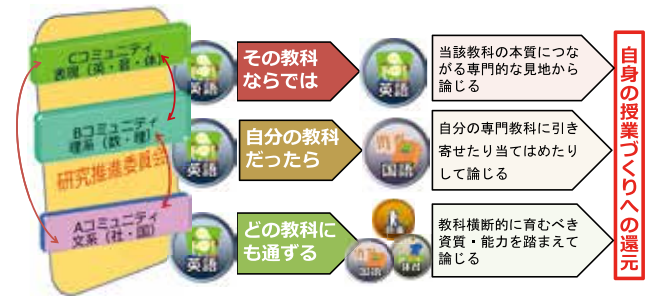 Cコミュニティ
表現（英・音・体）
Bコミュニティ
理系（数・理）
研究推進委員会
Aコミュニティ
文系（社・国）
英語
その教科
ならでは
英語
当該教科の本質につな
がる専門的な見地から
論じる
英語
自分の教科
だったら
国語
自分の専門教科に引き
寄せたり当てはめたり
して論じる
英語
どの教科に
も通ずる
国語
体育
教科横断的に育むべき
資質・能力を踏まえて
論じる
自身の授業づくりへの還元